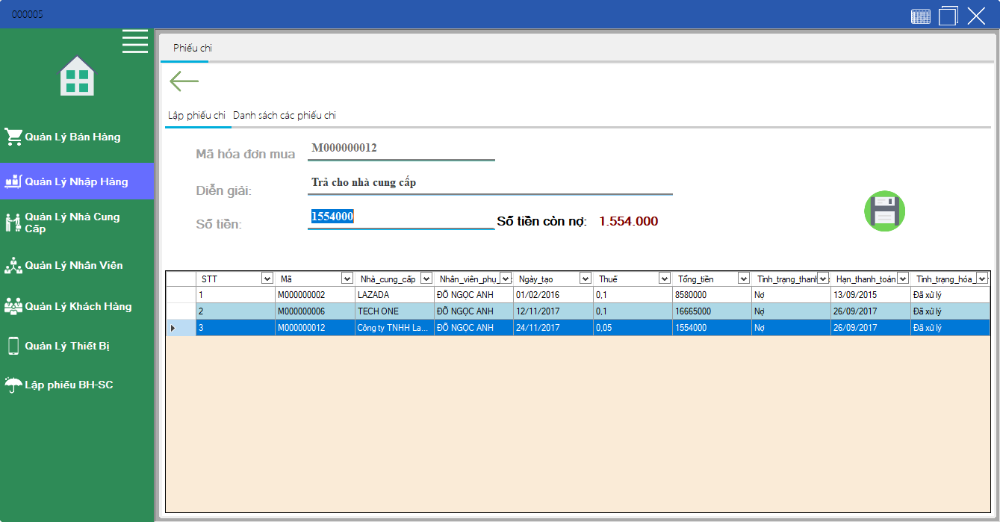 000005
Phiếu chi
Lập phiếu chi Danh sách các phiếu chi
Quản Lý Bán Hàng
Quản Lý Nhập Hàng
Quản Lý Nhà Cung
Cấp
Quản Lý Nhân Viên
Quản Lý Khách Hàng
Quản Lý Thiết Bị
Lập phiếu BH-SC
Mã hóa đơn mua M000000012
Diễn giải: Trả cho nhà cung cấp
Số tiền: 1554000 Số tiền còn nợ: 1.554.000
STT Mã Nhà_cung_cấp Nhân_viên_phụ_ Ngày_tạo Thuế Tổng_tiền Tình_trạng_thanh Hạn_thanh_toán Tình_trạng_hóa_
1 M000000002 LAZADA ĐỖ NGỌC ANH 01/02/2016 0,1 8580000 Nợ 13/09/2015 Đã xử lý
2 M000000006 TECH ONE ĐỖ NGỌC ANH 12/11/2017 0,1 16665000 Nợ 26/09/2017 Đã xử lý
3 M000000012 Công ty TNHH La... ĐỖ NGỌC ANH 24/11/2017 0,05 1554000 Nợ 26/09/2017 Đã xử lý